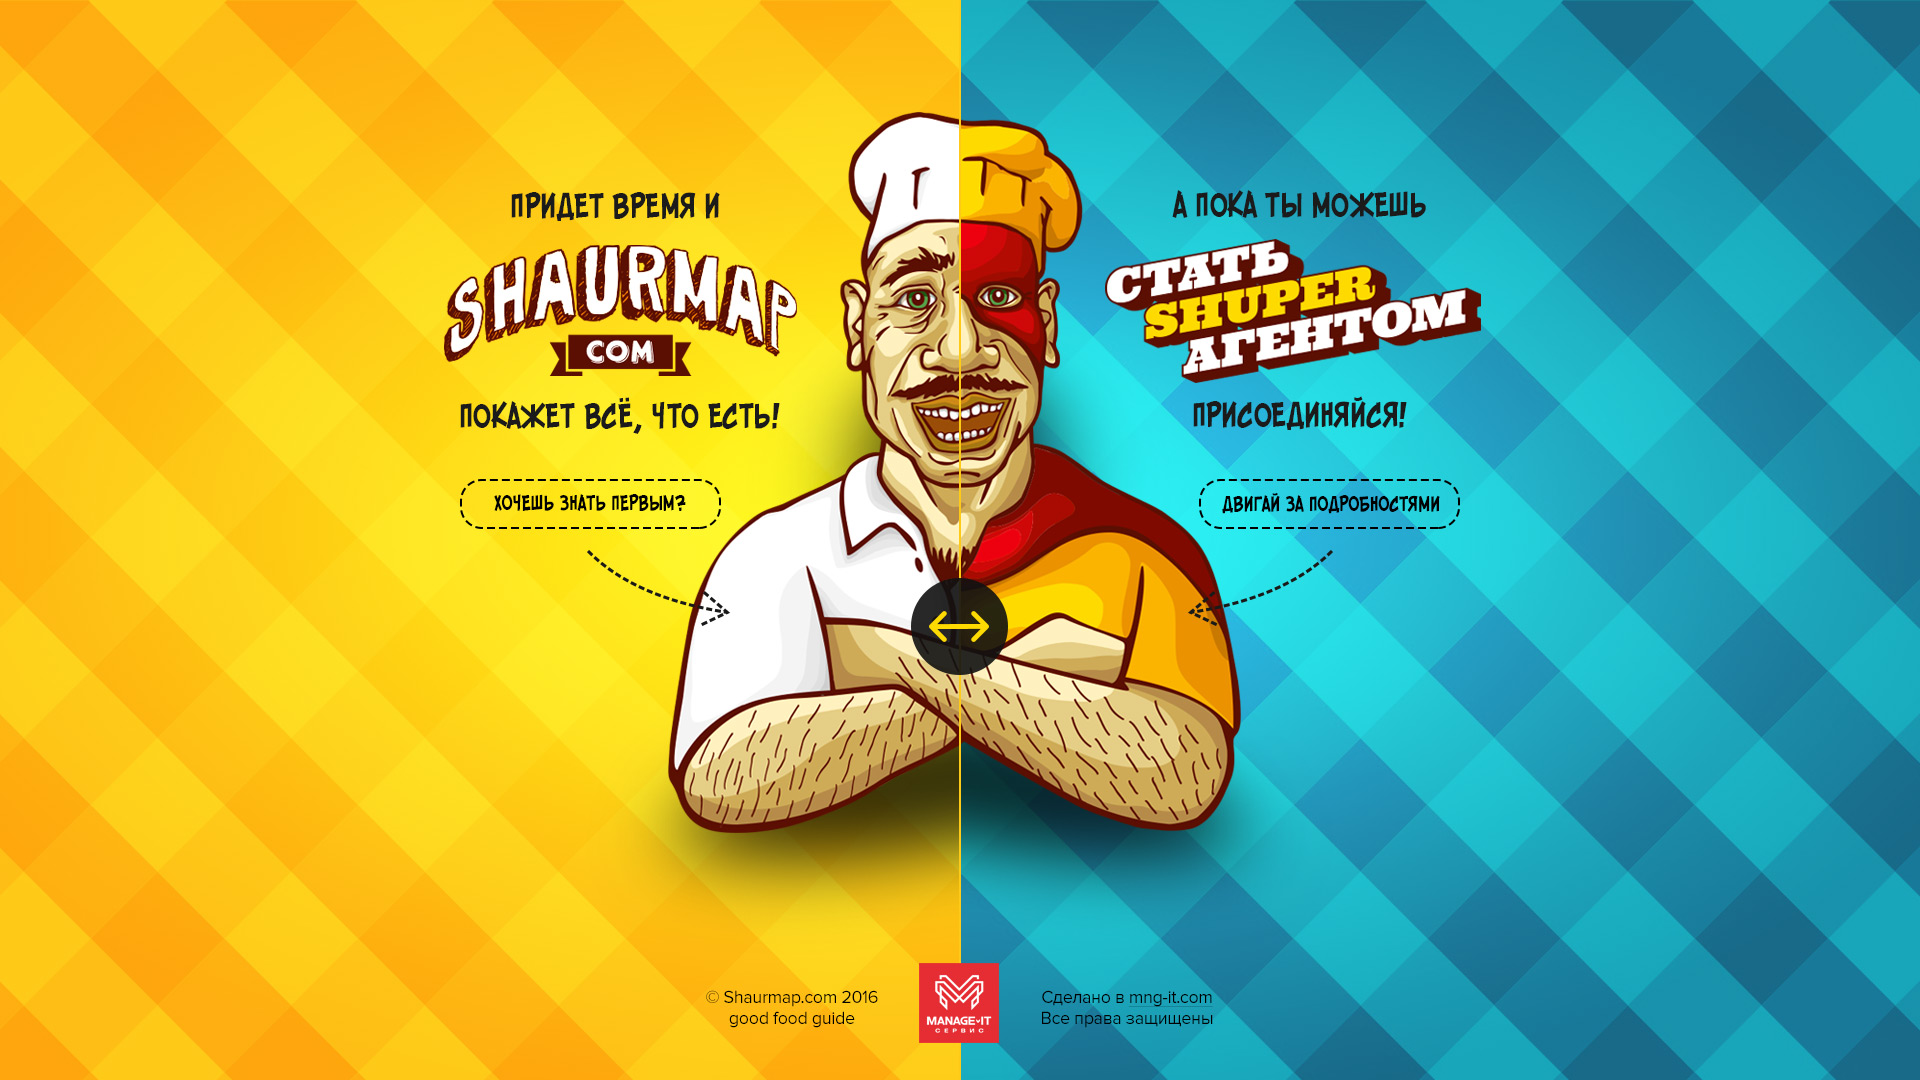 ПРИДЕТ ВРЕМЯ И
SHAURMAP
COM
ПОКАЖЕТ ВСЁ, ЧТО ЕСТЬ!
ХОЧЕШЬ ЗНАТЬ ПЕРВЫМ?
А ПОКА ТЫ МОЖЕШЬ
СТАТЬ
SHUPER
АГЕНТОМ
ПРИСОЕДИНЯЙСЯ!
ДВИГАЙ ЗА ПОДРОБНОСТЯМИ
© Shaurmap.com 2016
good food guide
MANAGE-IT
СЕРВИС
Сделано в mng-it.com
Все права защищены